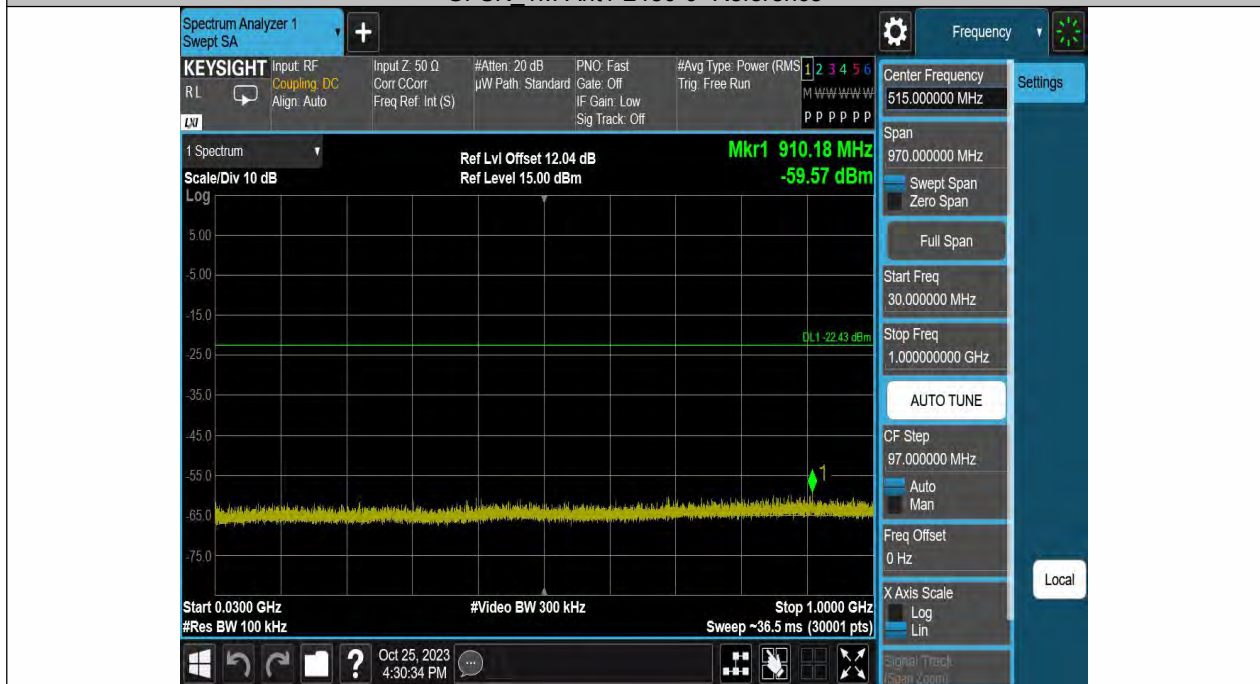 Spectrum Analyzer 1
Swept SA
+
Frequency
KEYSIGHT
RL
LXI
Input: RF
Coupling: DC
Align: Auto
Input Z: 50 Ω
Corr CCorr
Freq Ref: Int (S)
#Atten: 20 dB
µW Path: Standard
PNO: Fast
Gate: Off
IF Gain: Low
Sig Track: Off
#Avg Type: Power (RMS
Trig: Free Run
1 2 3 4 5 6
M W W W W W
P P P P P P
1 Spectrum
Scale/Div 10 dB
Log
Ref Lvl Offset 12.04 dB
Ref Level 15.00 dBm
Mkr1 910.18 MHz
-59.57 dBm
5.00
-5.00
-15.0
DL1 -22.43 dBm
-25.0
-35.0
-45.0
-55.0
1
-65.0
-75.0
Start 0.0300 GHz
#Res BW 100 kHz
#Video BW 300 kHz
Stop 1.0000 GHz
Sweep ~36.5 ms (30001 pts)
?
Oct 25, 2023
4:30:34 PM
Center Frequency
515.000000 MHz
Settings
Span
970.000000 MHz
Swept Span
Zero Span
Full Span
Start Freq
30.000000 MHz
Stop Freq
1.000000000 GHz
AUTO TUNE
CF Step
97.000000 MHz
Auto
Man
Freq Offset
0 Hz
X Axis Scale
Log
Lin
Local
Signal Track
(Span Zoom)